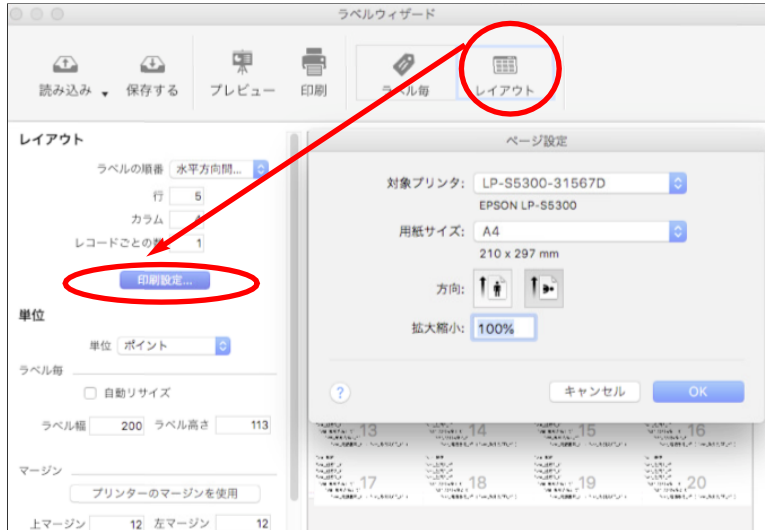 ラベルウィザード
読み込み
保存する
プレビュー
印刷
ラベル毎
レイアウト
レイアウト
ラベルの順番 水平方向間...
行 5
カラム
レコードごとの 1
印刷設定...
単位
単位 ポイント
ラベル毎
自動リサイズ
ラベル幅 200 ラベル高さ 113
マージン
プリンターのマージンを使用
上マージン 12 左マージン 12
ページ設定
対象プリンタ: LP-S5300-31567D
EPSON LP-S5300
用紙サイズ: A4
210 x 297 mm
方向:
拡大縮小: 100%
?
キャンセル OK
13 14 15 16
17 18 19 20